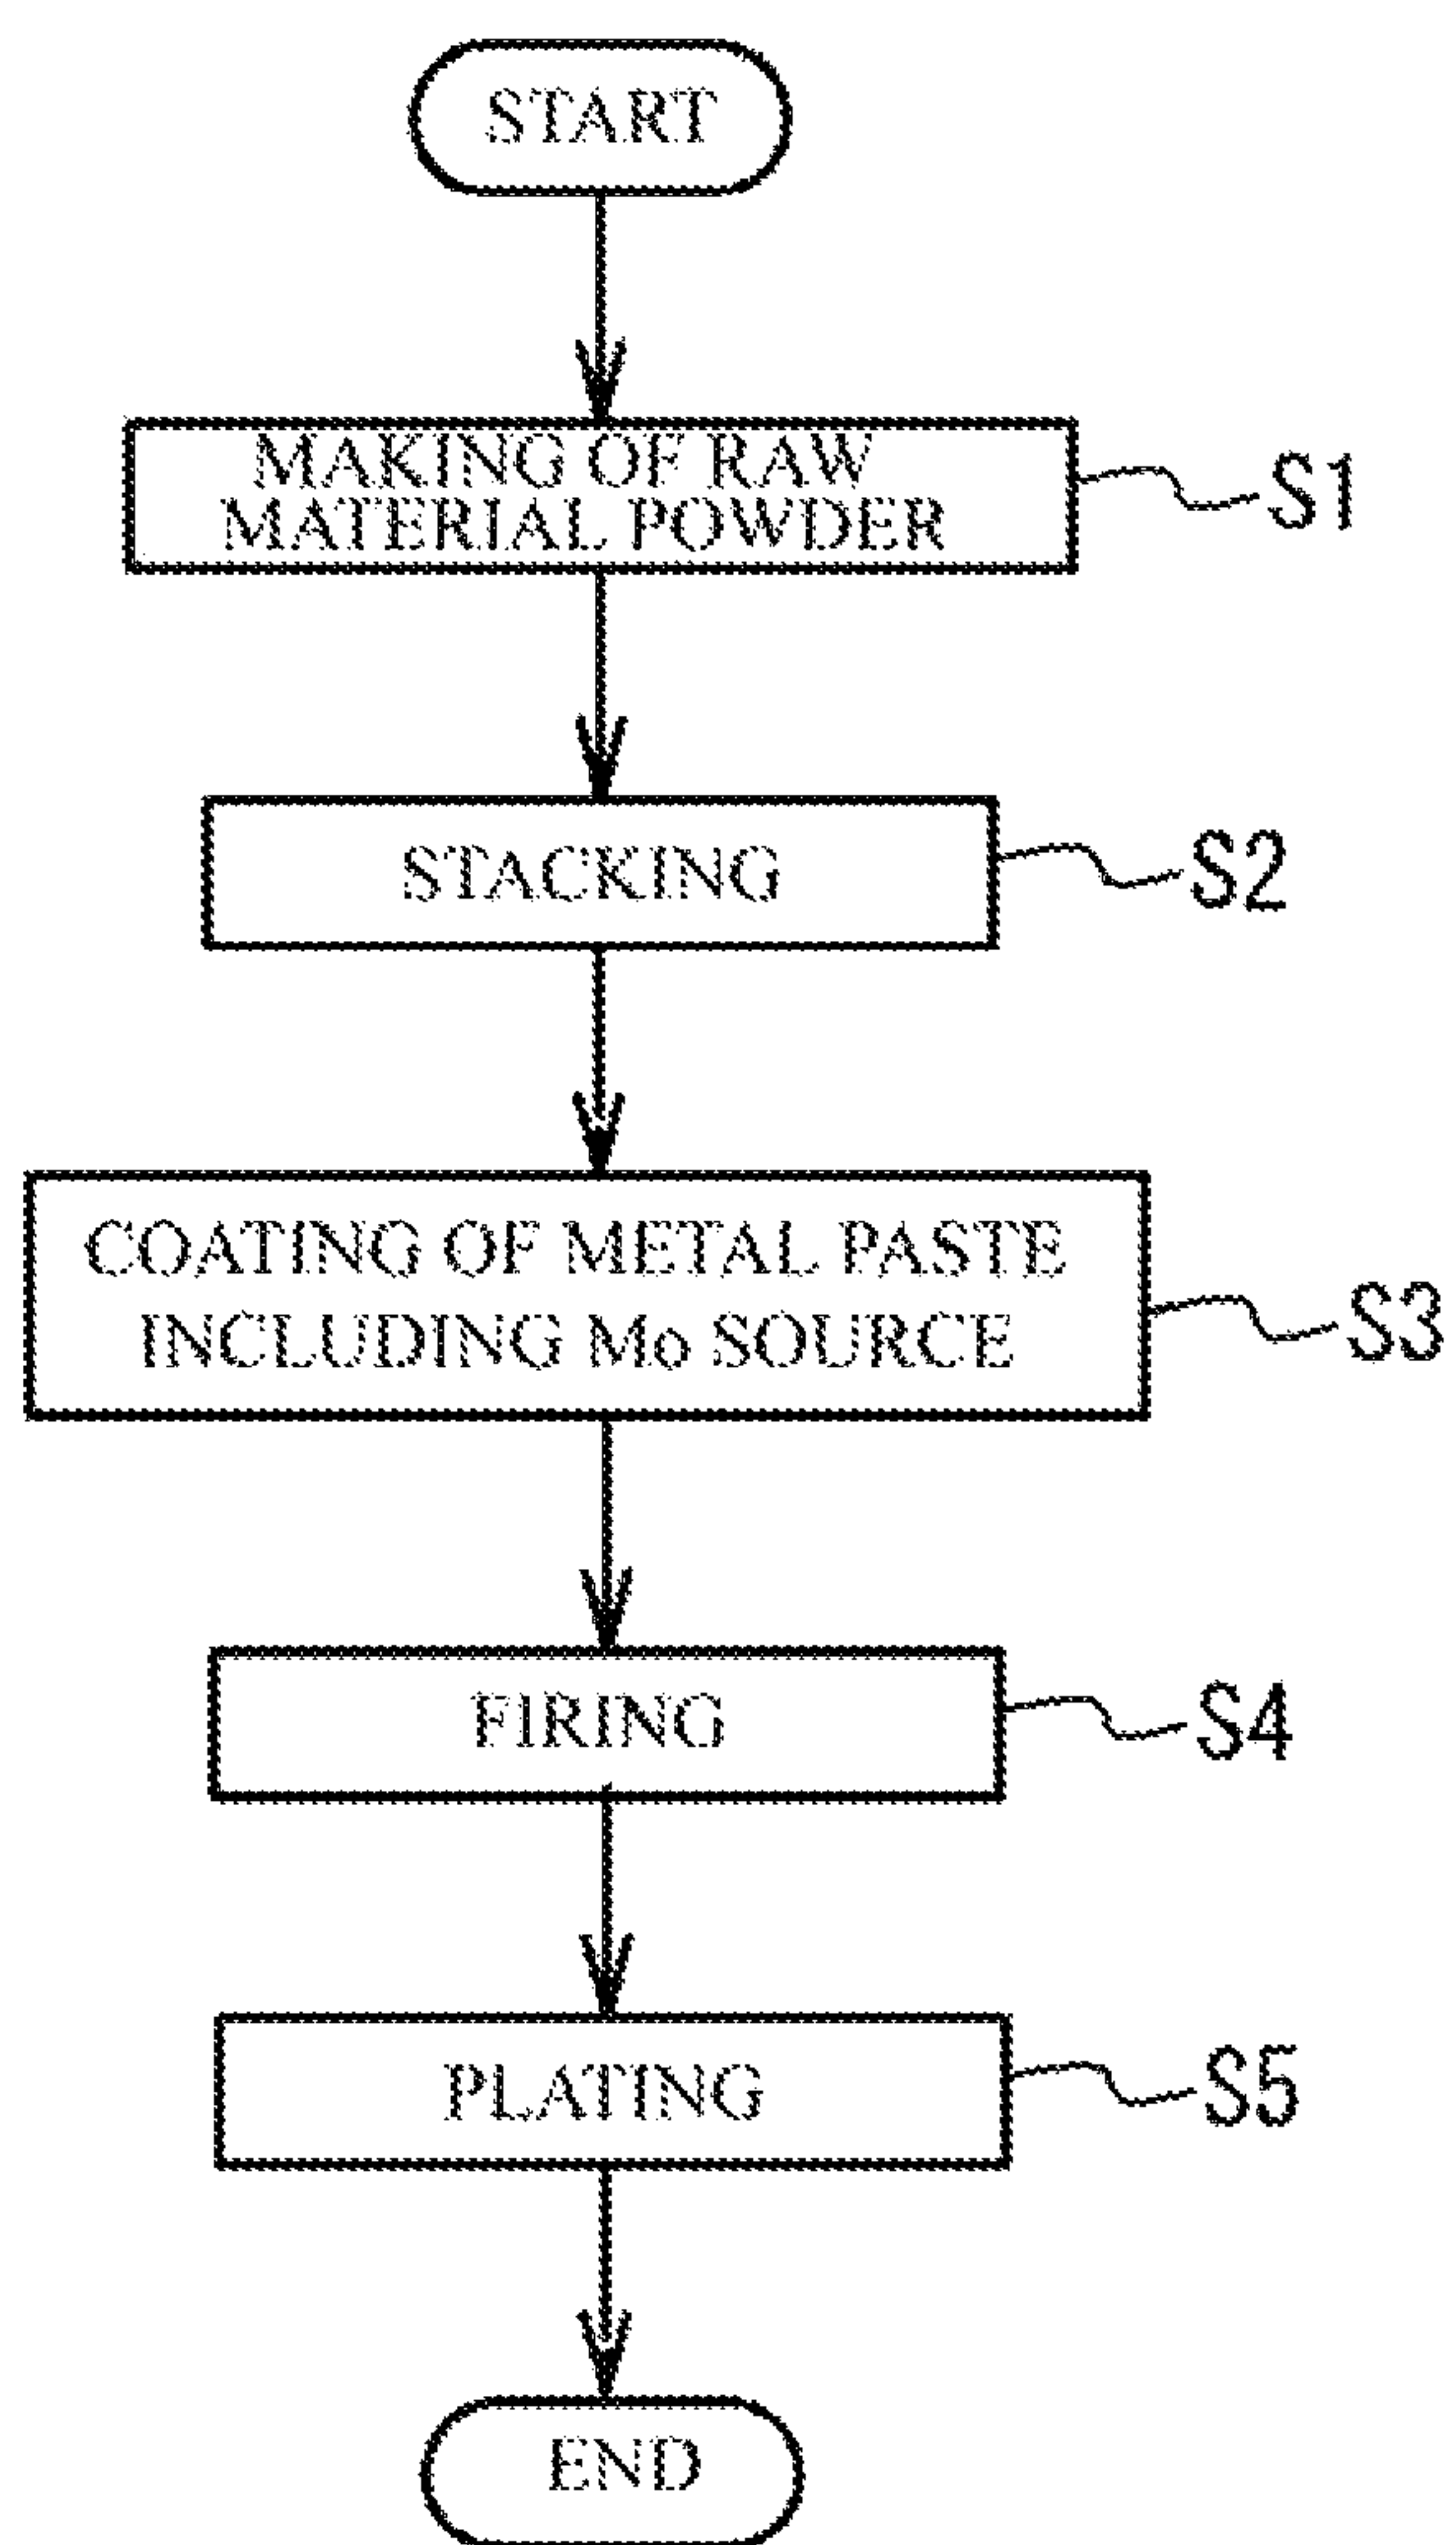 START
MAKING OF RAW
MATERIAL POWDER
S1
STACKING
S2
COATING OF METAL PASTE
INCLUDING Mo SOURCE
S3
FIRING
S4
PLATING
S5
END